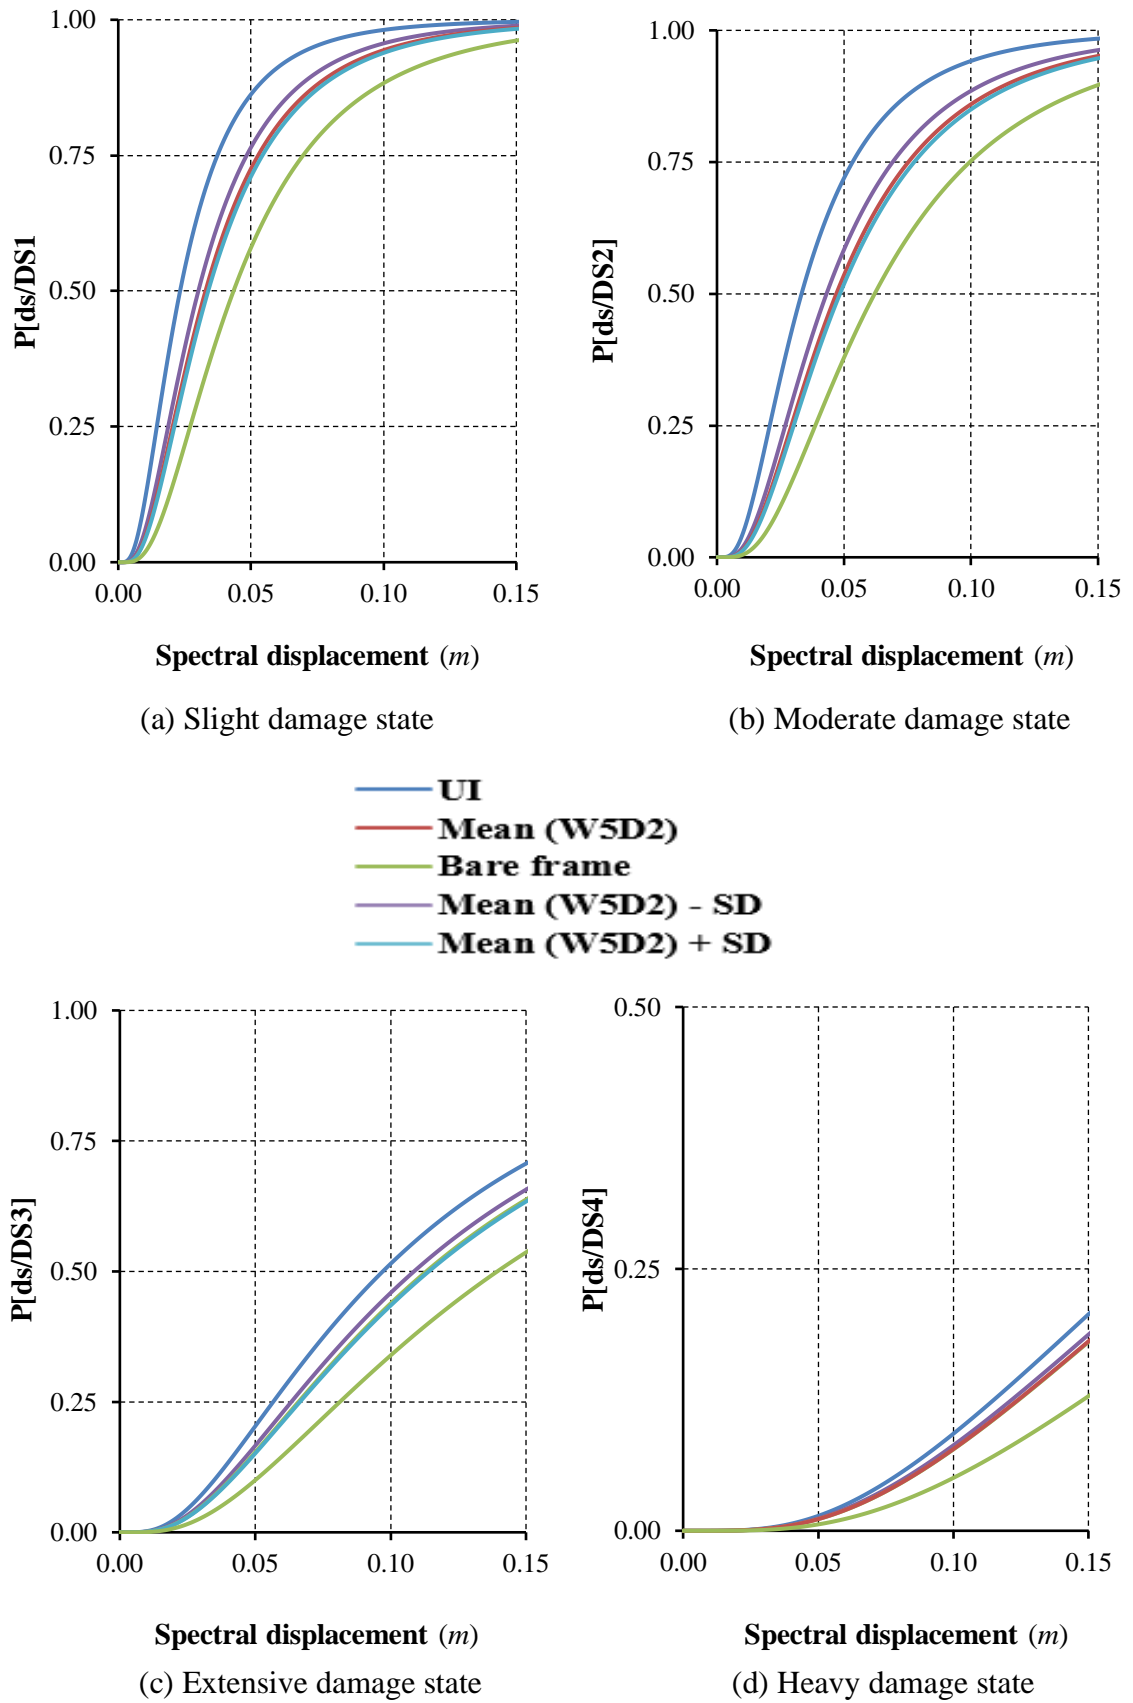 1.00
0.75
0.50
0.25
0.00
P[ds/DS1
0.00 0.05 0.10 0.15
Spectral displacement (m)
(a) Slight damage state
1.00
0.75
0.50
0.25
0.00
P[ds/DS2]
0.00 0.05 0.10 0.15
Spectral displacement (m)
(b) Moderate damage state
UI
Mean (W5D2)
Bare frame
Mean (W5D2) - SD
Mean (W5D2) + SD
1.00
0.75
0.50
0.25
0.00
P[ds/DS3]
0.00 0.05 0.10 0.15
Spectral displacement (m)
(c) Extensive damage state
0.50
0.25
0.00
P[ds/DS4]
0.00 0.05 0.10 0.15
Spectral displacement (m)
(d) Heavy damage state